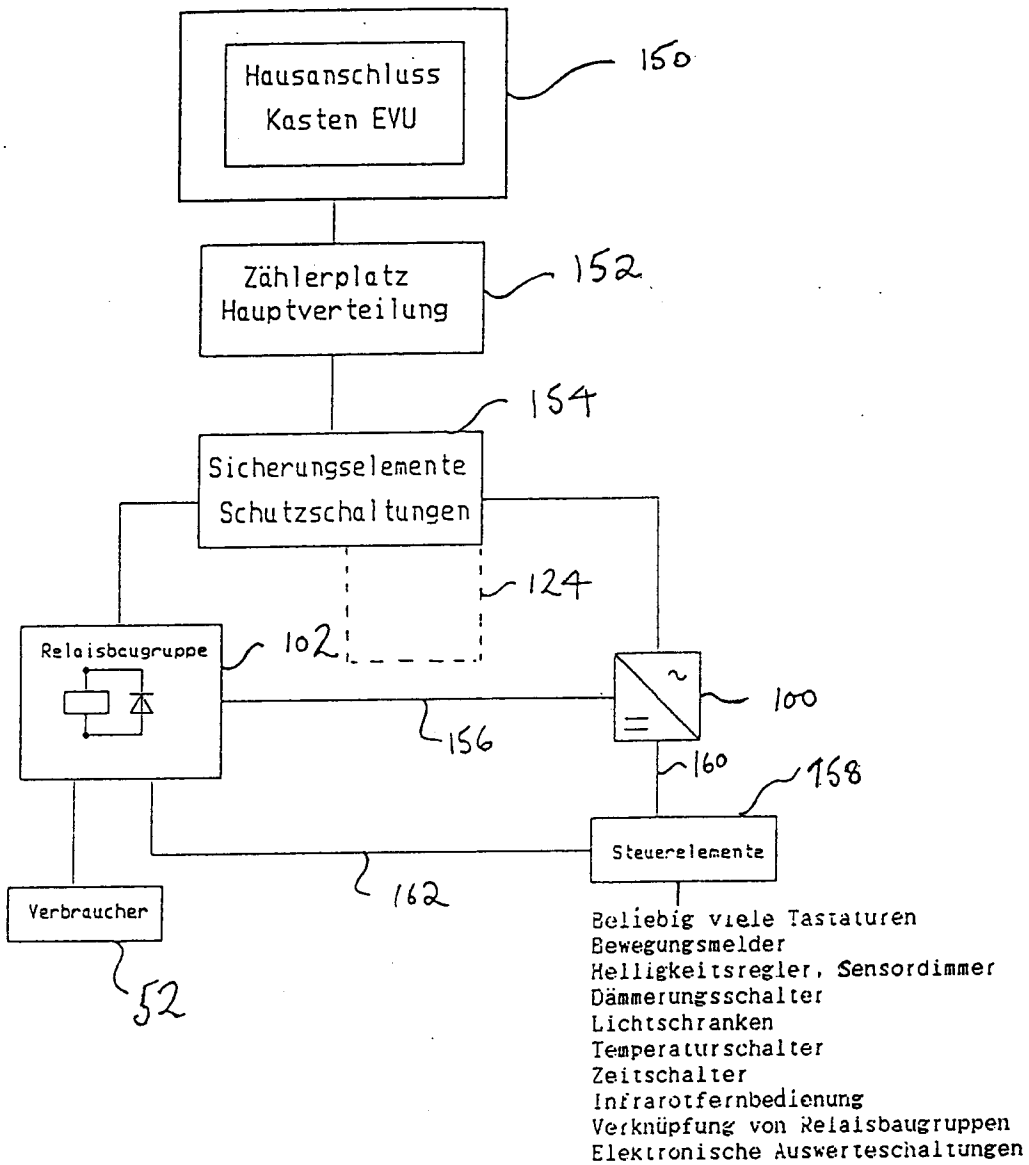 Hausanschluss
Kasten EVU
150
Zählerplatz
Hauptverteilung
152
154
Sicherungselemente
Schutzschaltungen
124
Relaisbaugruppe
102
~
=
100
156
160
158
Steuerelemente
162
Verbraucher
52
Beliebig viele Tastaturen
Bewegungsmelder
Helligkeitsregler, Sensordimmer
Dämmerungsschalter
Lichtschranken
Temperaturschalter
Zeitschalter
Infrarotfernbedienung
Verknüpfung von Relaisbaugruppen
Elektronische Auswerteschaltungen